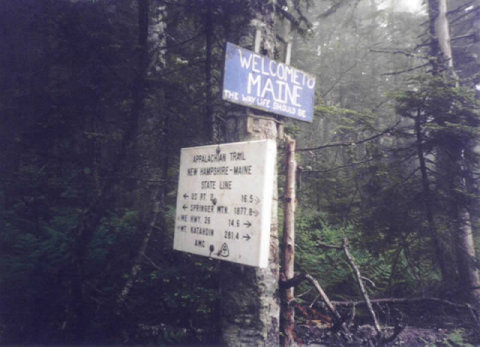 WELCOME TO
MAINE
THE WAY LIFE SHOULD BE
APPALACHIAN TRAIL
NEW HAMPSHIRE-MAINE
STATE LINE
← US RT 2 16.5
← SPRINGER MTN. 1877.8
ME HWY. 26 14.6 →
MT. KATAHDIN 281.4 →
AMC